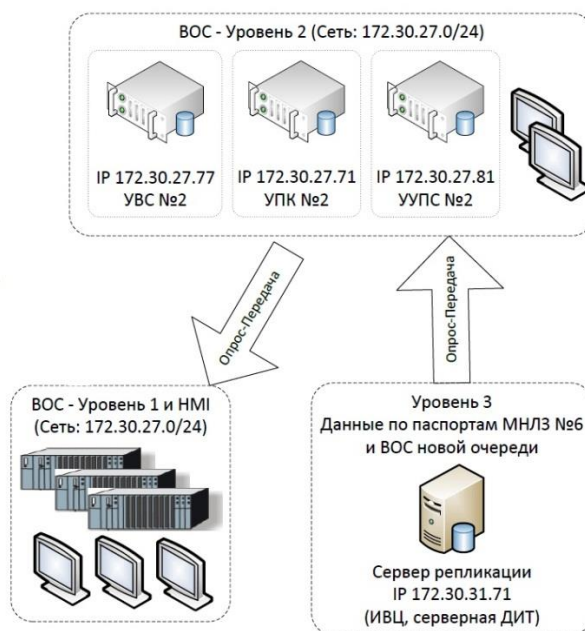 ВОС - Уровень 2 (Сеть: 172.30.27.0/24)
IP 172.30.27.77
УВС №2
IP 172.30.27.71
УПК №2
IP 172.30.27.81
УУПС №2
Опрос-Передача
Опрос-Передача
ВОС - Уровень 1 и HMI
(Сеть: 172.30.27.0/24)
Уровень 3
Данные по паспортам МНЛЗ №6
и ВОС новой очереди
Сервер репликации
IP 172.30.31.71
(ИВЦ, серверная ДИТ)